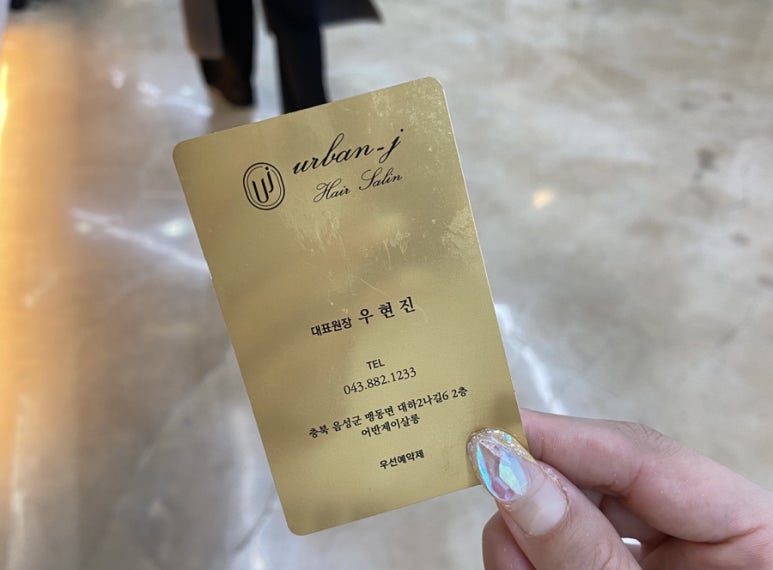 UJ
urban-j
Hair Salin
대표원장 우현진
TEL
043.882.1233
충북 음성군 맹동면 대하2나길6 2층
어반제이살롱
우선예약제